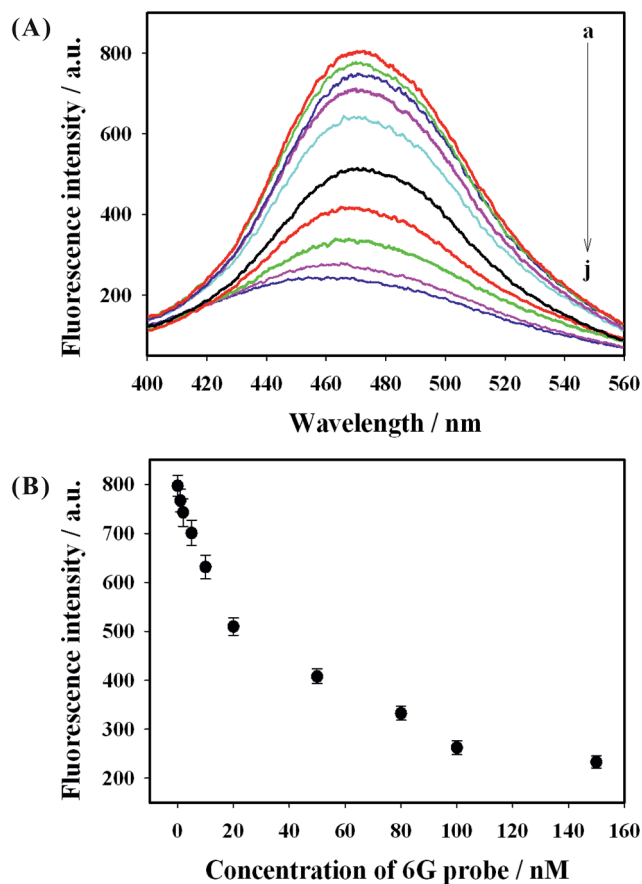 (A)
Fluorescence intensity / a.u.
800
600
400
200
a
j
400 420 440 460 480 500 520 540 560
Wavelength / nm
(B)
Fluorescence intensity / a.u.
800
700
600
500
400
300
200
0 20 40 60 80 100 120 140 160
Concentration of 6G probe / nM